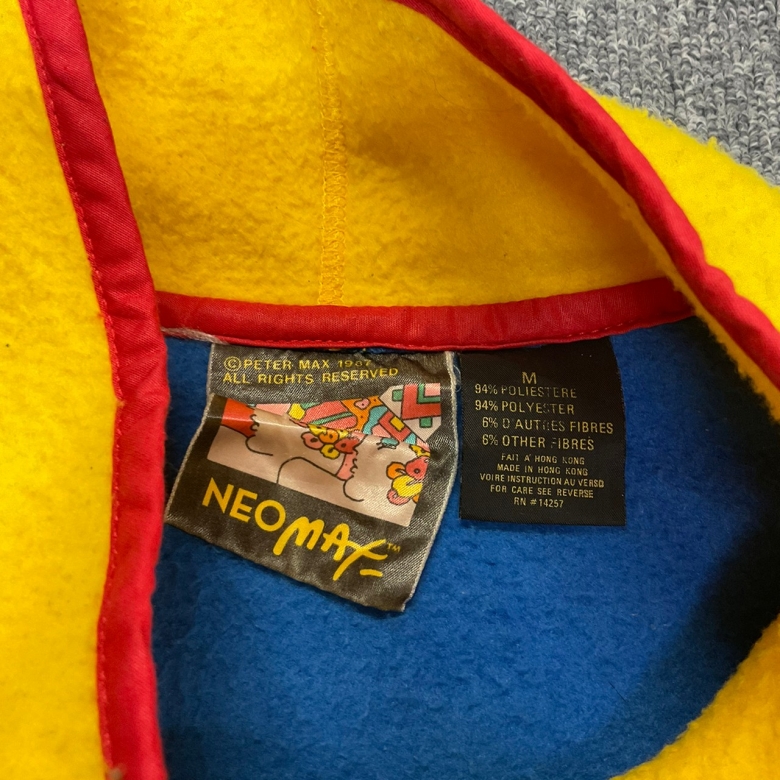 ©PETER MAX 1987
ALL RIGHTS RESERVED
NEOMAX™
M
94% POLIESTERE
94% POLYESTER
6% D'AUTRES FIBRES
6% OTHER FIBRES
FAIT A' HONG KONG
MADE IN HONG KONG
VOIRE INSTRUCTION AU VERSO
FOR CARE SEE REVERSE
RN #14257